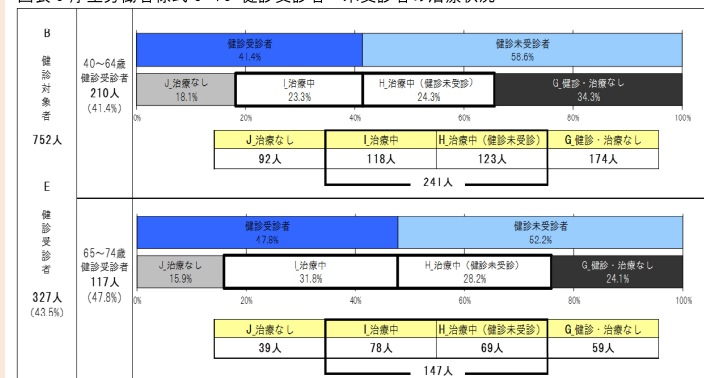 B
健診対象者
752人
E
健診受診者
327人
(43.5%)
40～64歳
健診受診者
210人
(41.4%)
健診受診者
41.4%
健診未受診者
58.6%
J_治療なし
18.1%
I_治療中
23.3%
H_治療中（健診未受診）
24.3%
G_健診・治療なし
34.3%
0% 20% 40% 60% 80% 100%
J_治療なし I_治療中 H_治療中（健診未受診） G_健診・治療なし
92人 118人 123人 174人
241人
65～74歳
健診受診者
117人
(47.8%)
健診受診者
47.8%
健診未受診者
52.2%
J_治療なし
15.9%
I_治療中
31.8%
H_治療中（健診未受診）
28.2%
G_健診・治療なし
24.1%
0% 20% 40% 60% 80% 100%
J_治療なし I_治療中 H_治療中（健診未受診） G_健診・治療なし
39人 78人 69人 59人
147人